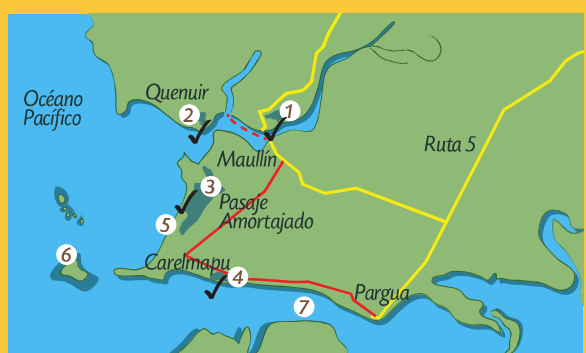 Océano
Pacífico
Quenuir
2
1
Ruta 5
Maullín
3
Pasaje
Amortajado
5
6
Carelmapu
4
7
Pargua